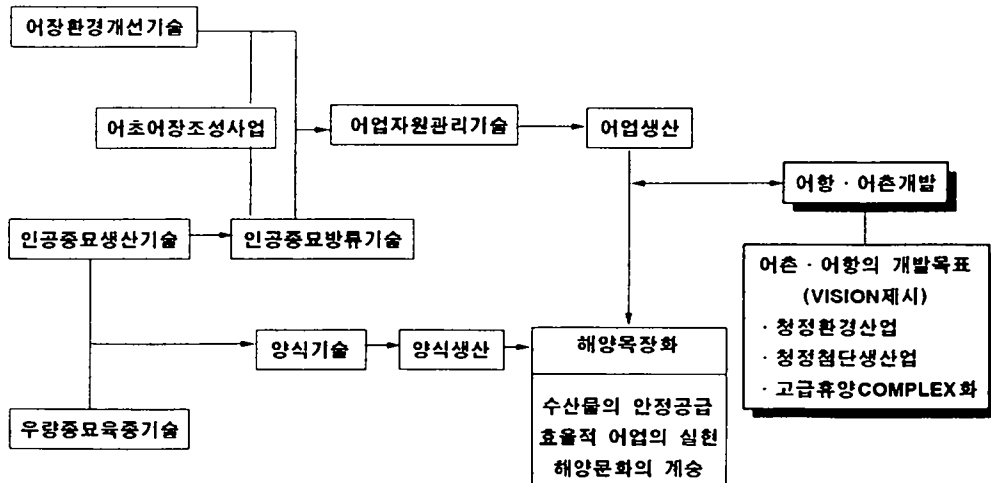 어장환경개선기술
어초어장조성사업
어업자원관리기술
어업생산
어항 · 어촌개발
인공종묘생산기술
인공종묘방류기술
어촌 · 어항의 개발목표
(VISION제시)
· 청정환경산업
· 청정첨단생산업
· 고급휴양COMPLEX화
양식기술
양식생산
해양목장화
수산물의 안정공급
효율적 어업의 실현
해양문화의 계승
우량종묘육종기술